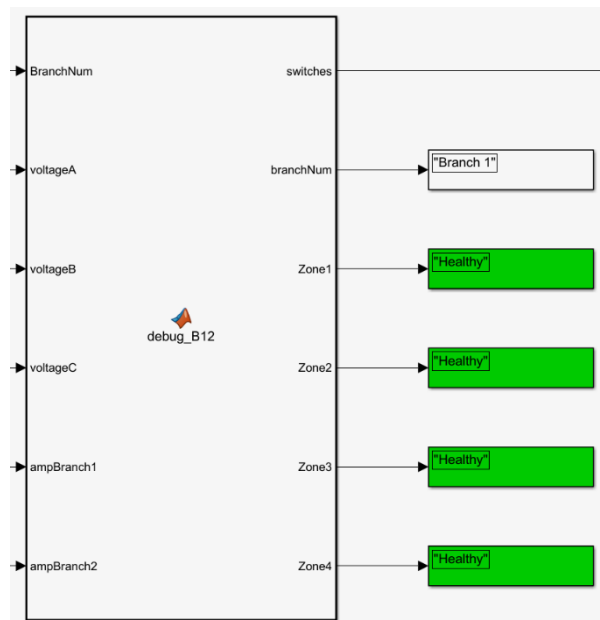 BranchNum
switches
voltageA
branchNum
"Branch 1"
voltageB
Zone1
"Healthy"
debug_B12
voltageC
Zone2
"Healthy"
ampBranch1
Zone3
"Healthy"
ampBranch2
Zone4
"Healthy"